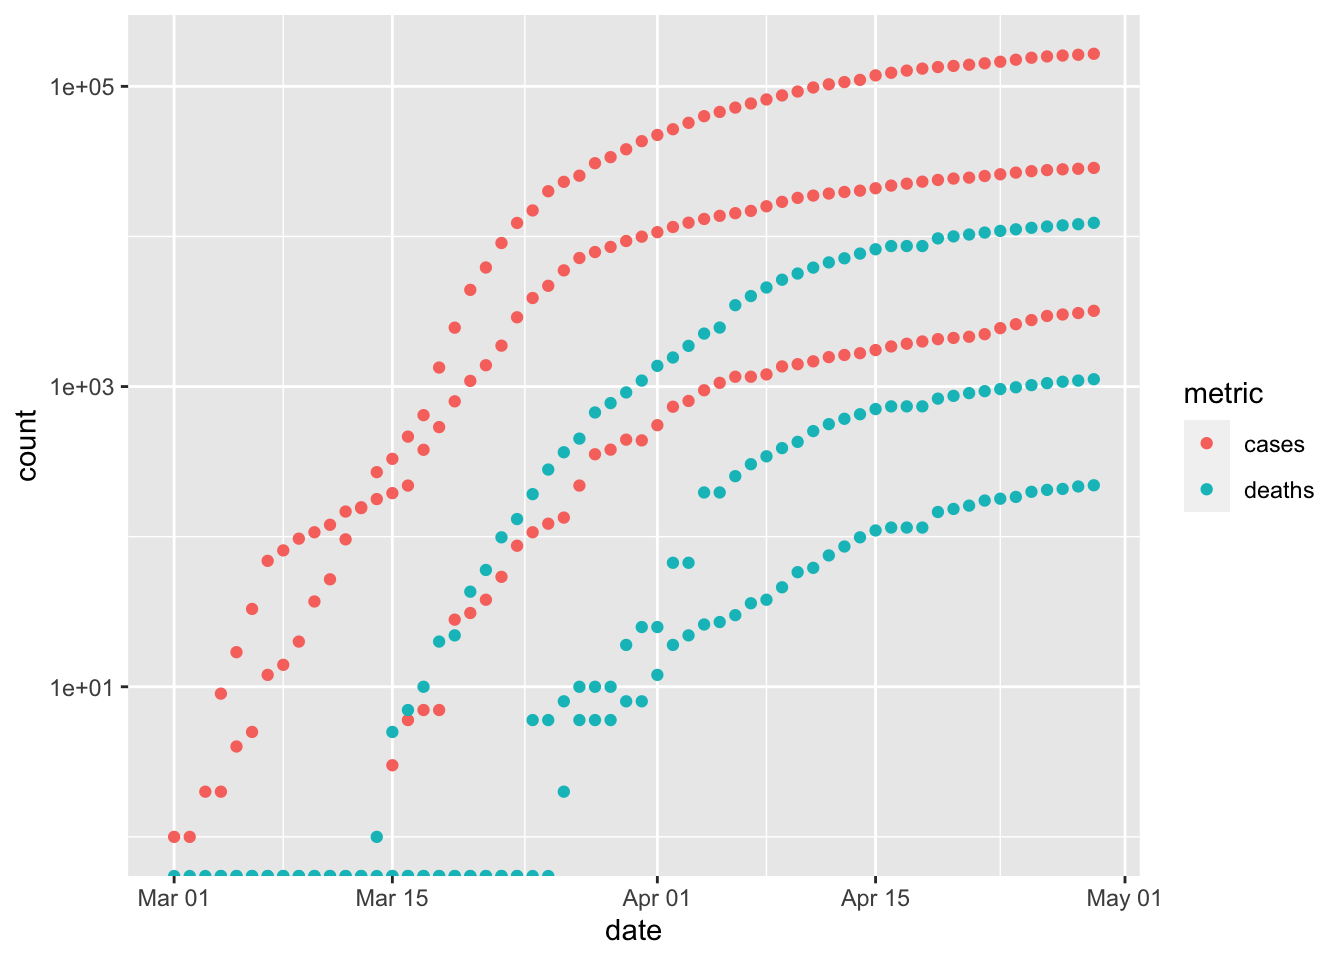 1e+05
1e+03
1e+01
count
Mar 01
Mar 15
Apr 01
Apr 15
May 01
date
metric
cases
deaths